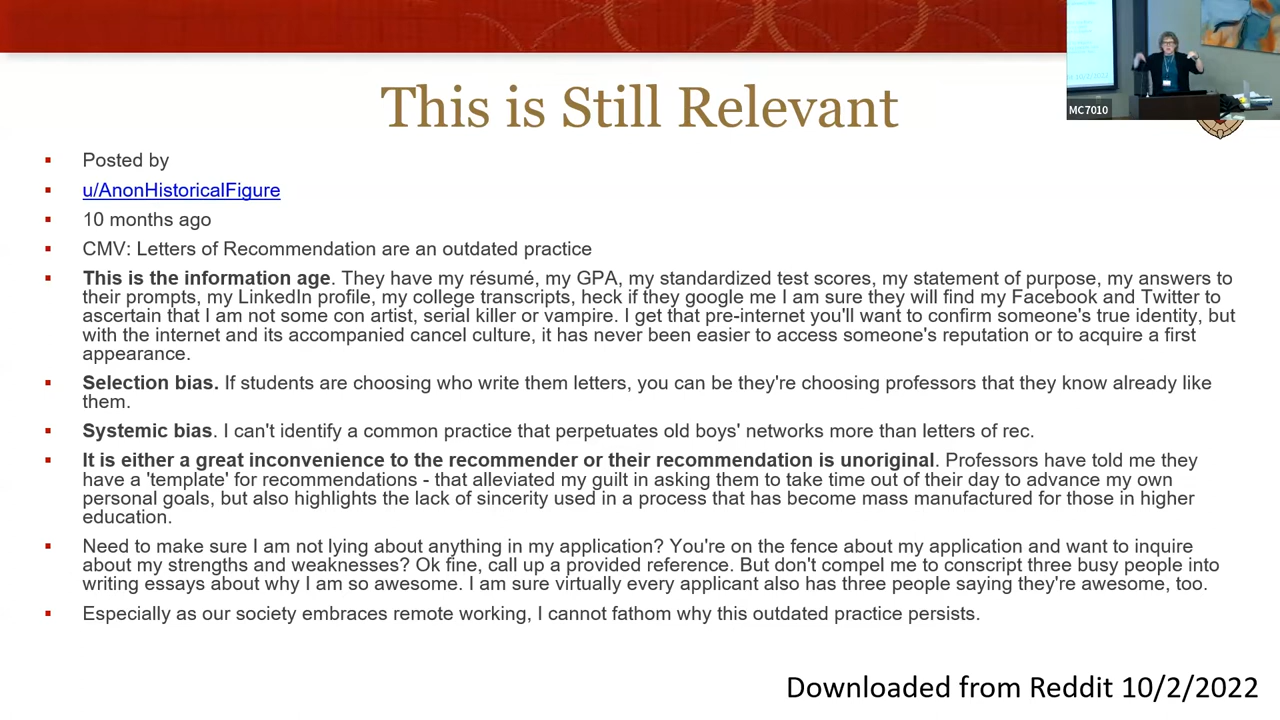 This is Still Relevant
MC7010
Posted by
u/AnonHistoricalFigure
10 months ago
CMV: Letters of Recommendation are an outdated practice
This is the information age. They have my résumé, my GPA, my standardized test scores, my statement of purpose, my answers to
their prompts, my LinkedIn profile, my college transcripts, heck if they google me I am sure they will find my Facebook and Twitter to
ascertain that I am not some con artist, serial killer or vampire. I get that pre-internet you'll want to confirm someone's true identity, but
with the internet and its accompanied cancel culture, it has never been easier to access someone's reputation or to acquire a first
appearance.
Selection bias. If students are choosing who write them letters, you can be they're choosing professors that they know already like
them.
Systemic bias. I can't identify a common practice that perpetuates old boys' networks more than letters of rec.
It is either a great inconvenience to the recommender or their recommendation is unoriginal. Professors have told me they
have a 'template' for recommendations - that alleviated my guilt in asking them to take time out of their day to advance my own
personal goals, but also highlights the lack of sincerity used in a process that has become mass manufactured for those in higher
education.
Need to make sure I am not lying about anything in my application? You're on the fence about my application and want to inquire
about my strengths and weaknesses? Ok fine, call up a provided reference. But don't compel me to conscript three busy people into
writing essays about why I am so awesome. I am sure virtually every applicant also has three people saying they're awesome, too.
Especially as our society embraces remote working, I cannot fathom why this outdated practice persists.
Downloaded from Reddit 10/2/2022